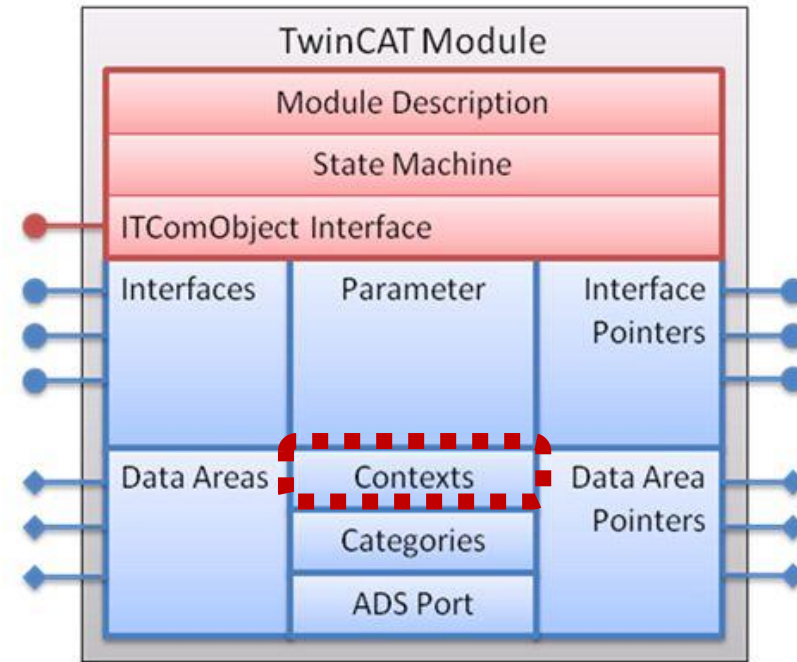 TwinCAT Module
Module Description
State Machine
ITComObject Interface
Interfaces
Parameter
Interface
Pointers
Data Areas
Contexts
Data Area
Pointers
Categories
ADS Port